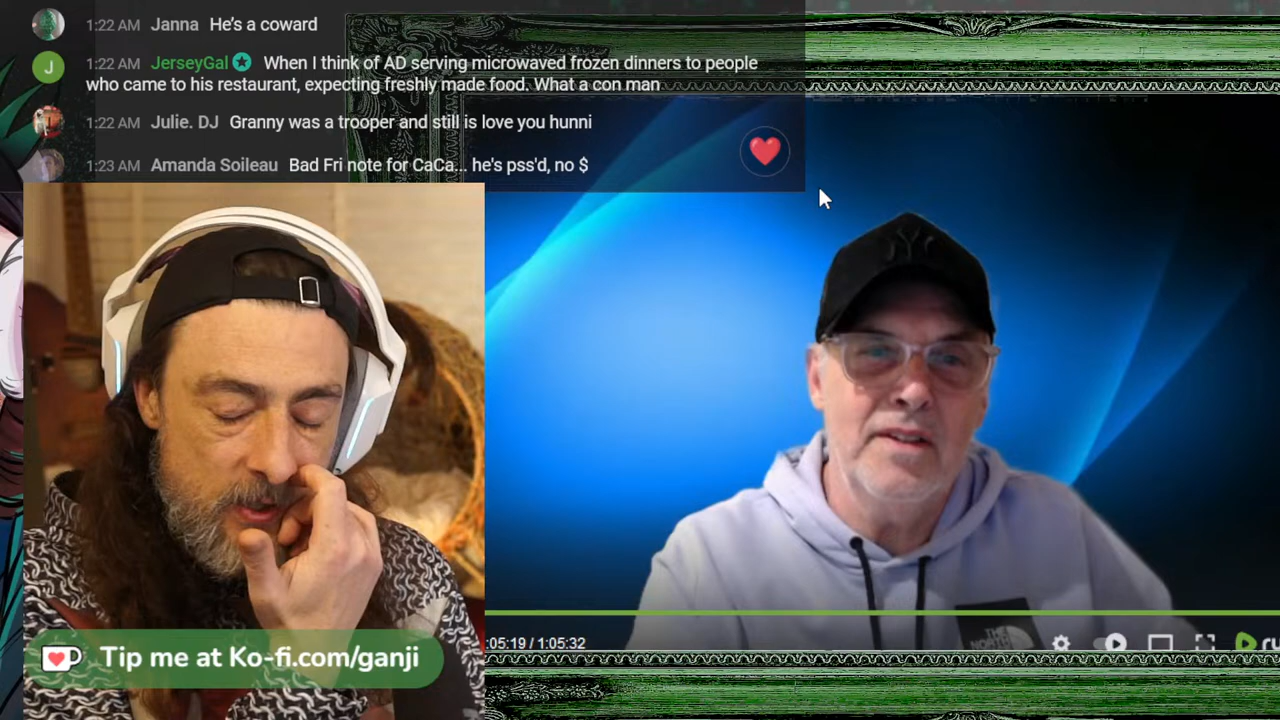 1:22 AM Janna He's a coward
1:22 AM JerseyGal When I think of AD serving microwaved frozen dinners to people
who came to his restaurant, expecting freshly made food. What a con man
1:22 AM Julie. DJ Granny was a trooper and still is love you hunni
1:23 AM Amanda Soileau Bad Fri note for CaCa... he's pss'd, no $
J
NY
Tip me at Ko-fi.com/ganji
:05:19 / 1:05:32
THE
NORTH